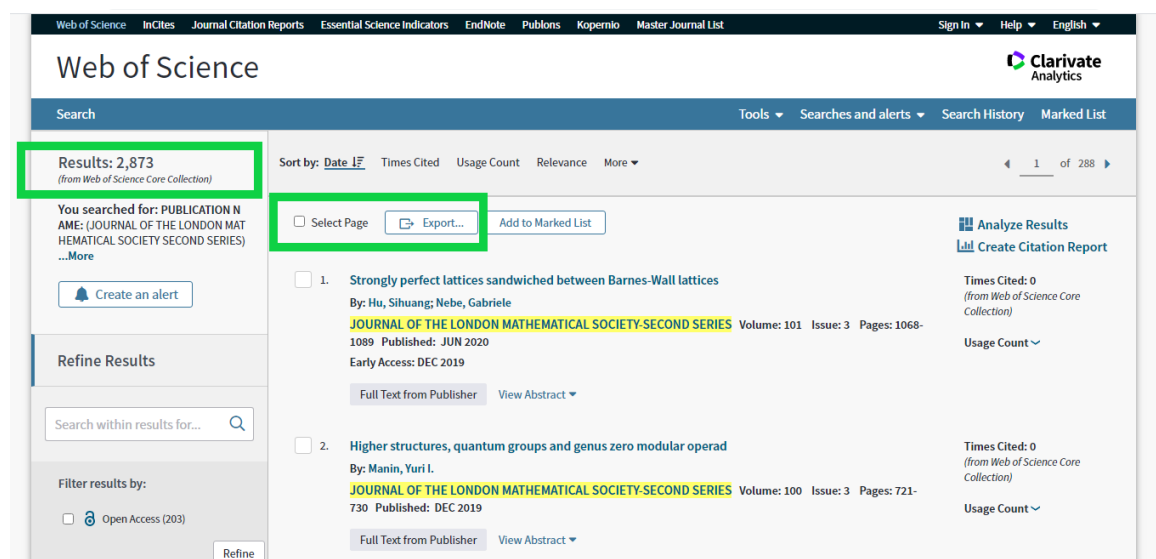 Web of Science InCites Journal Citation Reports Essential Science Indicators EndNote Publons Kopernio Master Journal List Sign In Help English
Web of Science
Clarivate
Analytics
Search Tools Searches and alerts Search History Marked List
Results: 2,873
(from Web of Science Core Collection)
Sort by: Date Times Cited Usage Count Relevance More
1 of 288
You searched for: PUBLICATION N
AME: (JOURNAL OF THE LONDON MAT
HEMATICAL SOCIETY SECOND SERIES)
...More
Create an alert
Refine Results
Search within results for...
Filter results by:
Open Access (203)
Refine
Select Page Export... Add to Marked List
Analyze Results
Create Citation Report
1. Strongly perfect lattices sandwiched between Barnes-Wall lattices
By: Hu, Sihuang; Nebe, Gabriele
JOURNAL OF THE LONDON MATHEMATICAL SOCIETY-SECOND SERIES Volume: 101 Issue: 3 Pages: 1068-
1089 Published: JUN 2020
Early Access: DEC 2019
Full Text from Publisher View Abstract
Times Cited: 0
(from Web of Science Core
Collection)
Usage Count
2. Higher structures, quantum groups and genus zero modular operad
By: Manin, Yuri I.
JOURNAL OF THE LONDON MATHEMATICAL SOCIETY-SECOND SERIES Volume: 100 Issue: 3 Pages: 721-
730 Published: DEC 2019
Full Text from Publisher View Abstract
Times Cited: 0
(from Web of Science Core
Collection)
Usage Count